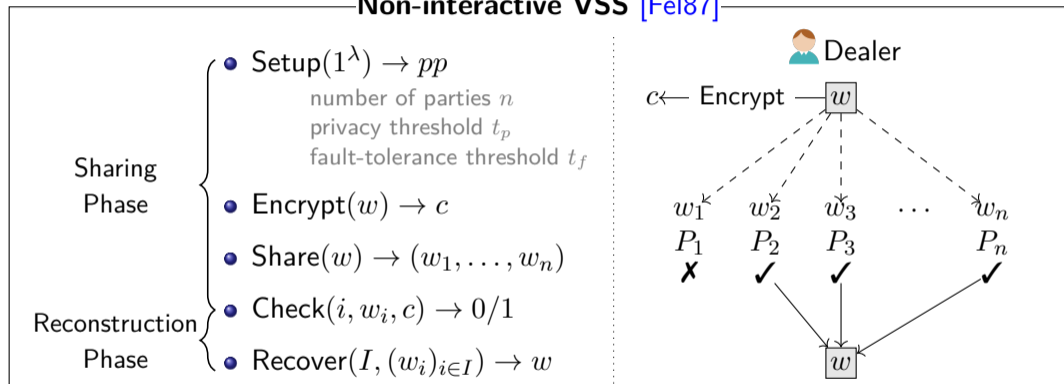 Non-interactive VSS [Fel87]
Sharing
Phase
Reconstruction
Phase
Setup(1^λ) → pp
number of parties n
privacy threshold t_p
fault-tolerance threshold t_f
Encrypt(w) → c
Share(w) → (w_1, . . . , w_n)
Check(i, w_i, c) → 0/1
Recover(I, (w_i)_{i∈I}) → w
Dealer
c ← Encrypt — w
w_1 w_2 w_3 · · · w_n
P_1 P_2 P_3 P_n
✗ ✓ ✓ ✓
w